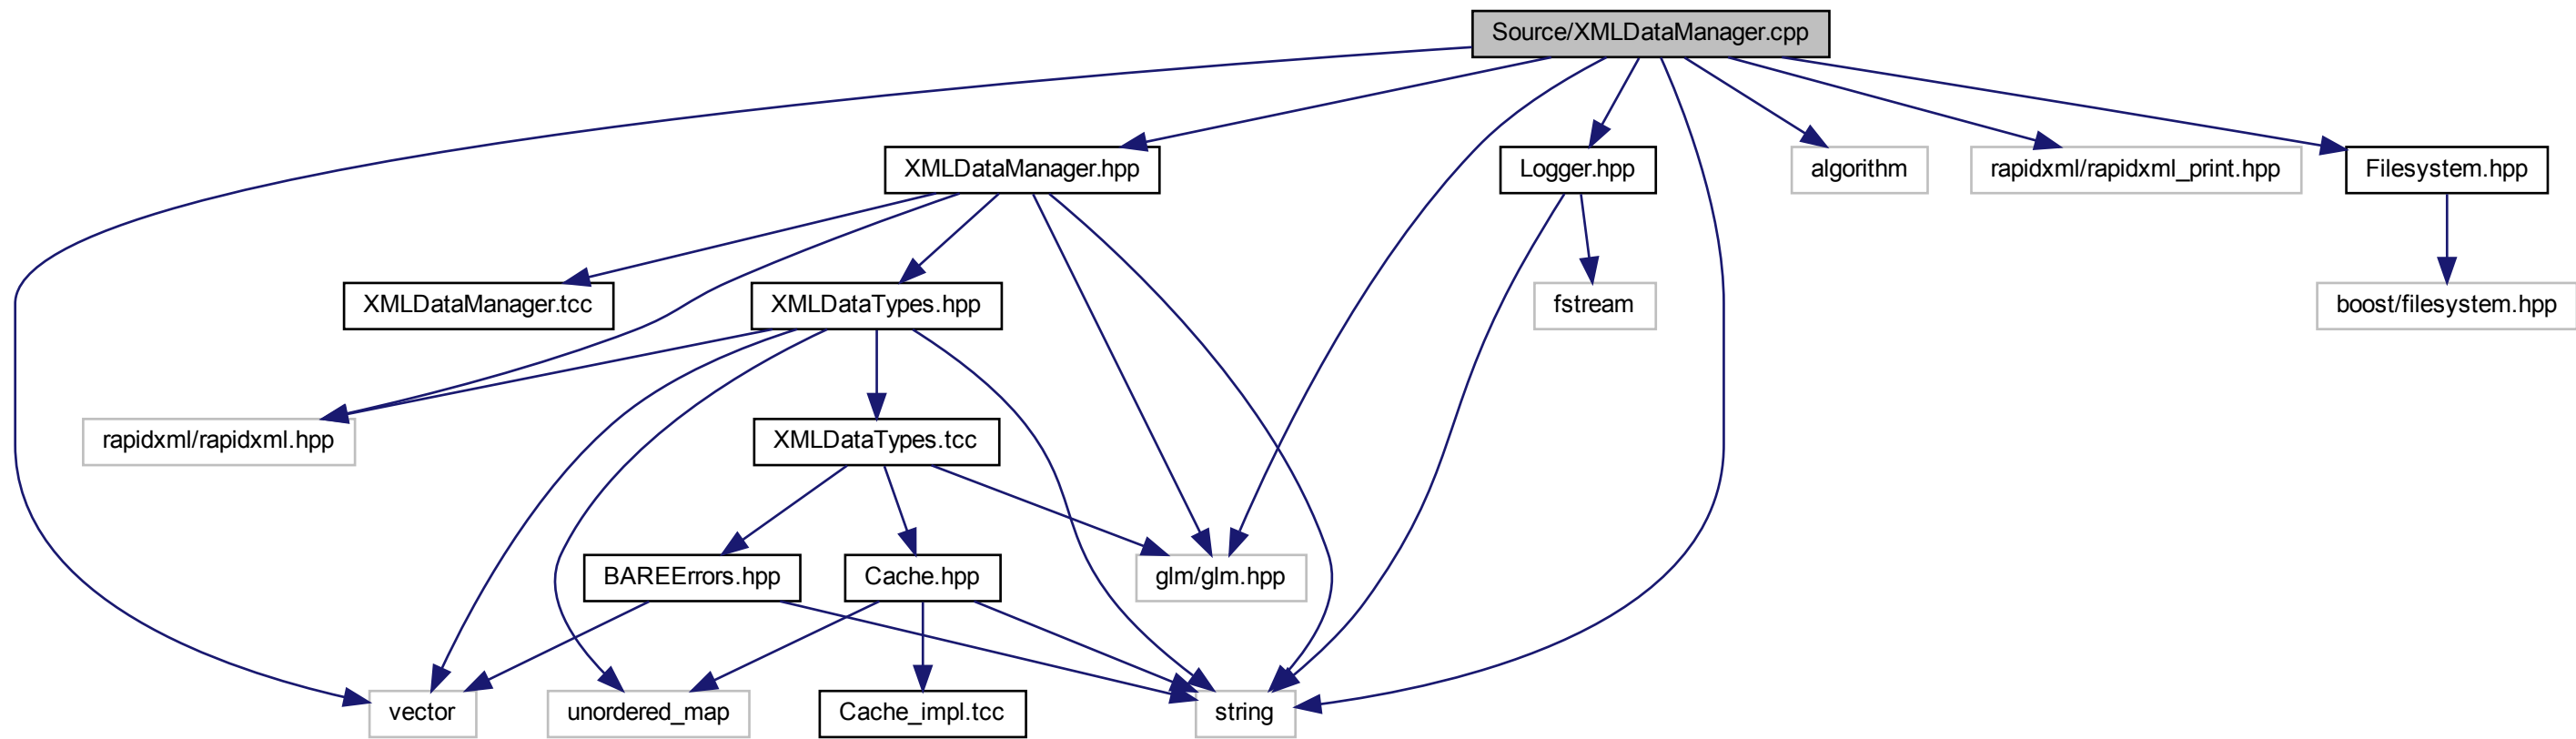 Source/XMLDataManager.cpp
XMLDataManager.hpp
Logger.hpp
algorithm
rapidxml/rapidxml_print.hpp
Filesystem.hpp
XMLDataManager.tcc
XMLDataTypes.hpp
fstream
boost/filesystem.hpp
rapidxml/rapidxml.hpp
XMLDataTypes.tcc
BAREErrors.hpp
Cache.hpp
glm/glm.hpp
vector
unordered_map
Cache_impl.tcc
string